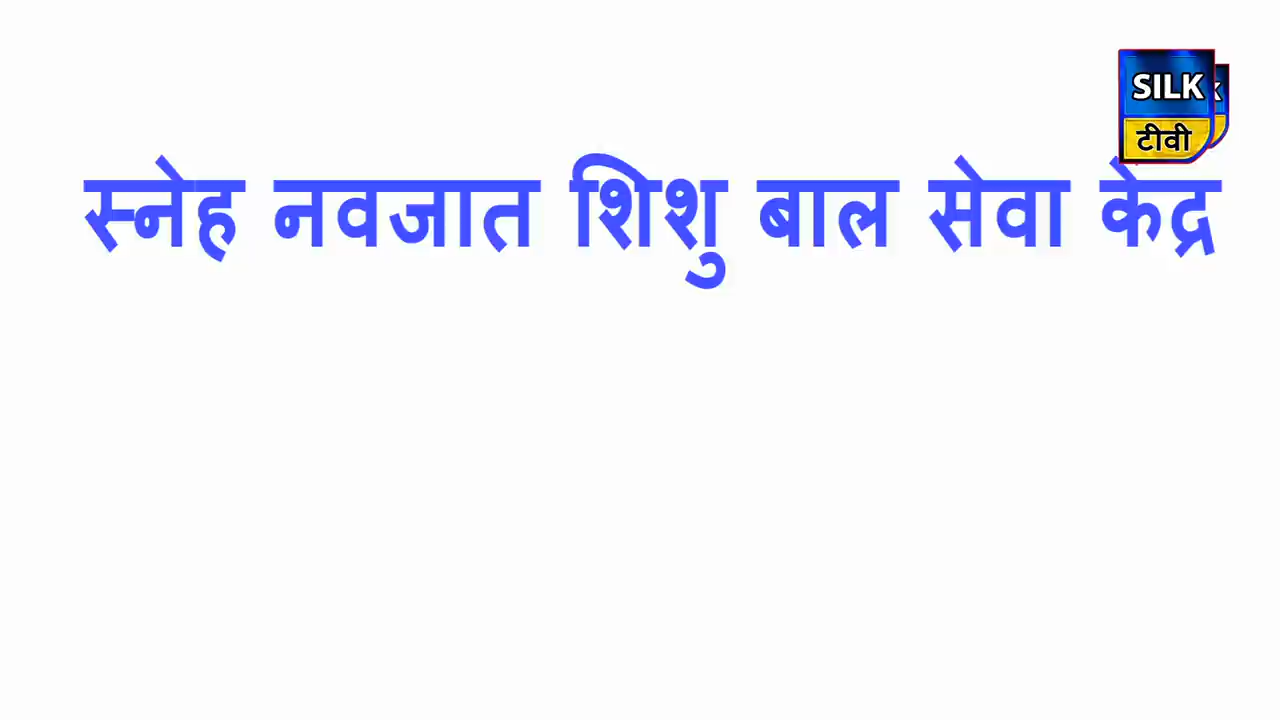 SILK
टीवी
स्नेह नवजात शिशु बाल सेवा केंद्र